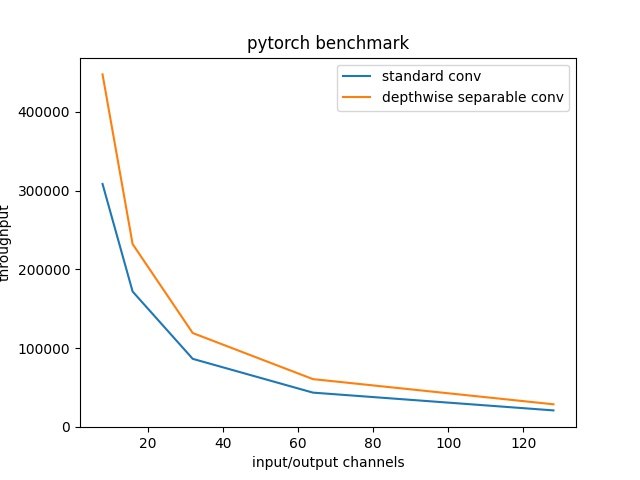 pytorch benchmark
standard conv
depthwise separable conv
400000
300000
200000
100000
0
throughput
20
40
60
80
100
120
input/output channels